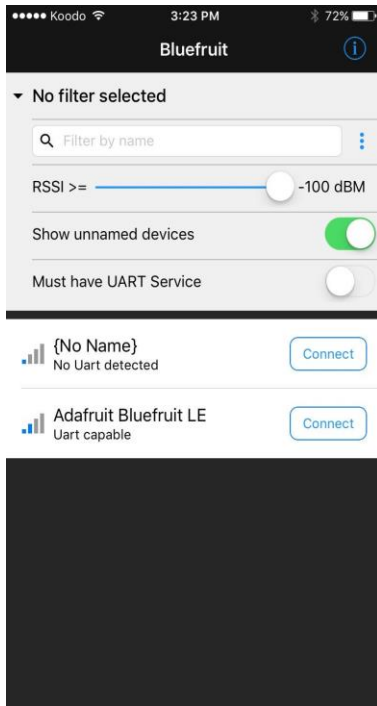 Koodo 3:23 PM 72%
Bluefruit
No filter selected
Filter by name
RSSI >= -100 dBM
Show unnamed devices
Must have UART Service
{No Name}
No Uart detected
Connect
Adafruit Bluefruit LE
Uart capable
Connect